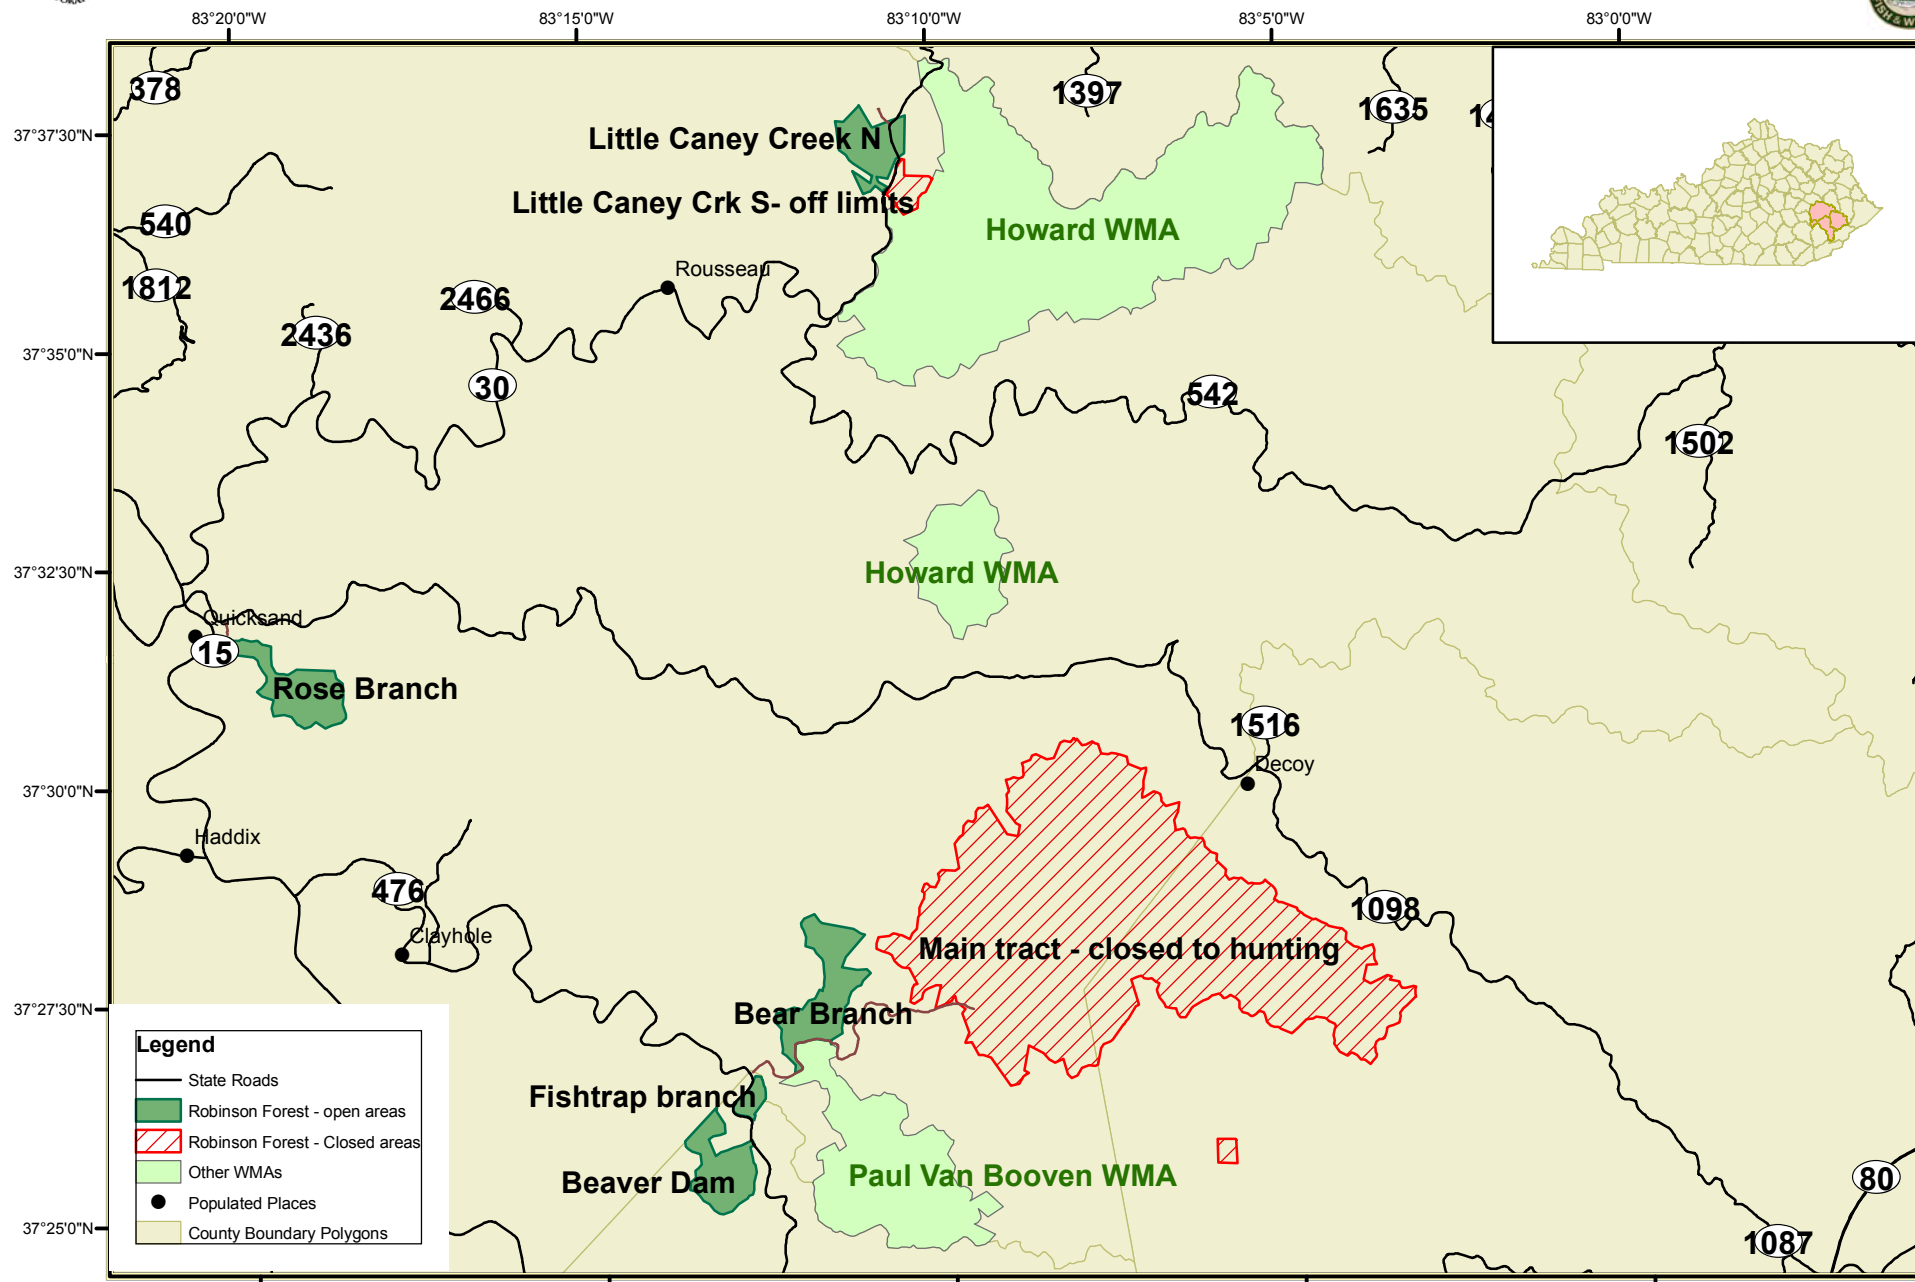 83°20'0"W
83°15'0"W
83°10'0"W
83°5'0"W
83°0'0"W
FISH & W
378
1397
1635
37°37'30"N
Little Caney Creek N
Little Caney Crk S- off limits
540
Howard WMA
Rousseau
1812
2466
2436
37°35'0"N
30
542
1502
37°32'30"N
Howard WMA
Quicksand
15
Rose Branch
1516
Decoy
37°30'0"N
Haddix
476
1098
Clayhole
Main tract - closed to hunting
37°27'30"N
Bear Branch
Legend
State Roads
Robinson Forest - open areas
Robinson Forest - Closed areas
Other WMAs
Populated Places
County Boundary Polygons
Fishtrap branch
Beaver Dam
Paul Van Booven WMA
80
37°25'0"N
1087